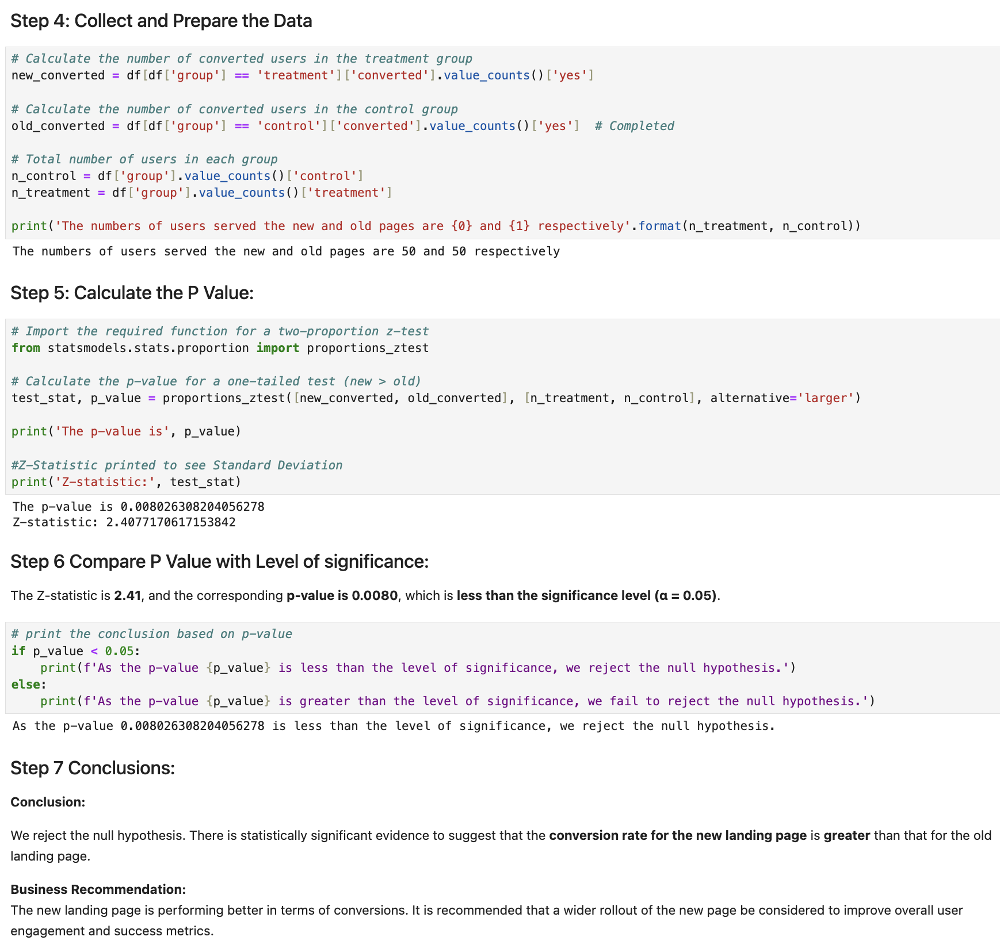 Step 4: Collect and Prepare the Data
# Calculate the number of converted users in the treatment group
new_converted = df[df['group'] == 'treatment']['converted'].value_counts()['yes']
# Calculate the number of converted users in the control group
old_converted = df[df['group'] == 'control']['converted'].value_counts()['yes']  # Completed
# Total number of users in each group
n_control = df['group'].value_counts()['control']
n_treatment = df['group'].value_counts()['treatment']
print('The numbers of users served the new and old pages are {0} and {1} respectively'.format(n_treatment, n_control))
The numbers of users served the new and old pages are 50 and 50 respectively
Step 5: Calculate the P Value:
# Import the required function for a two-proportion z-test
from statsmodels.stats.proportion import proportions_ztest
# Calculate the p-value for a one-tailed test (new > old)
test_stat, p_value = proportions_ztest([new_converted, old_converted], [n_treatment, n_control], alternative='larger')
print('The p-value is', p_value)
#Z-Statistic printed to see Standard Deviation
print('Z-statistic:', test_stat)
The p-value is 0.008026308204056278
Z-statistic: 2.4077170617153842
Step 6 Compare P Value with Level of significance:
The Z-statistic is 2.41, and the corresponding p-value is 0.0080, which is less than the significance level (α = 0.05).
# print the conclusion based on p-value
if p_value < 0.05:
    print(f'As the p-value {p_value} is less than the level of significance, we reject the null hypothesis.')
else:
    print(f'As the p-value {p_value} is greater than the level of significance, we fail to reject the null hypothesis.')
As the p-value 0.008026308204056278 is less than the level of significance, we reject the null hypothesis.
Step 7 Conclusions:
Conclusion:
We reject the null hypothesis. There is statistically significant evidence to suggest that the conversion rate for the new landing page is greater than that for the old
landing page.
Business Recommendation:
The new landing page is performing better in terms of conversions. It is recommended that a wider rollout of the new page be considered to improve overall user
engagement and success metrics.